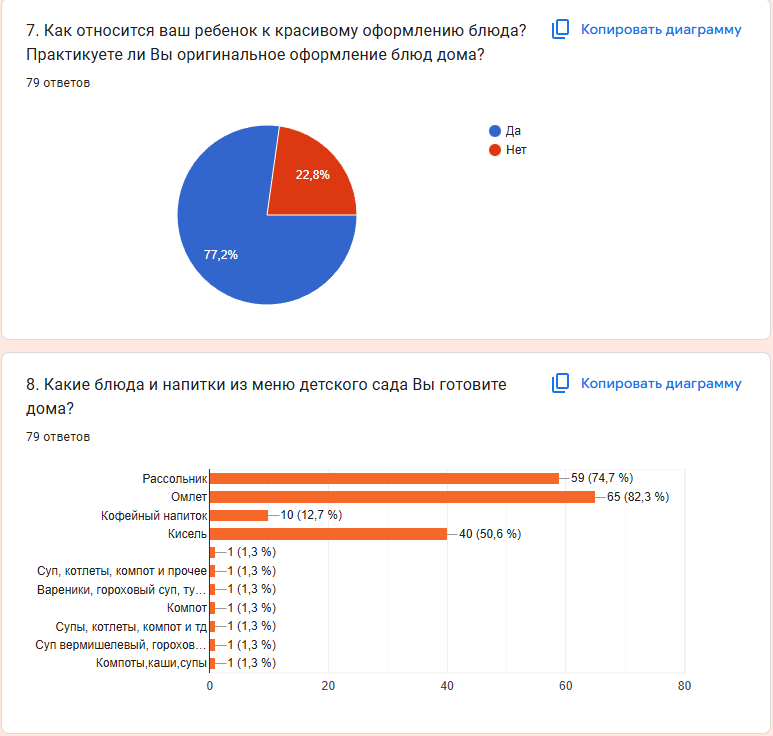 7. Как относится ваш ребенок к красивому оформлению блюда?
Практикуете ли Вы оригинальное оформление блюд дома?
Копировать диаграмму
79 ответов
Да
Нет
22,8%
77,2%
8. Какие блюда и напитки из меню детского сада Вы готовите
дома?
Копировать диаграмму
79 ответов
Рассольник 59 (74,7 %)
Омлет 65 (82,3 %)
Кофейный напиток 10 (12,7 %)
Кисель 40 (50,6 %)
1 (1,3 %)
Суп, котлеты, компот и прочее 1 (1,3 %)
Вареники, гороховый суп, ту… 1 (1,3 %)
Компот 1 (1,3 %)
Супы, котлеты, компот и тд 1 (1,3 %)
Суп вермишелевый, горохов… 1 (1,3 %)
Компоты,каши,супы 1 (1,3 %)
0 20 40 60 80